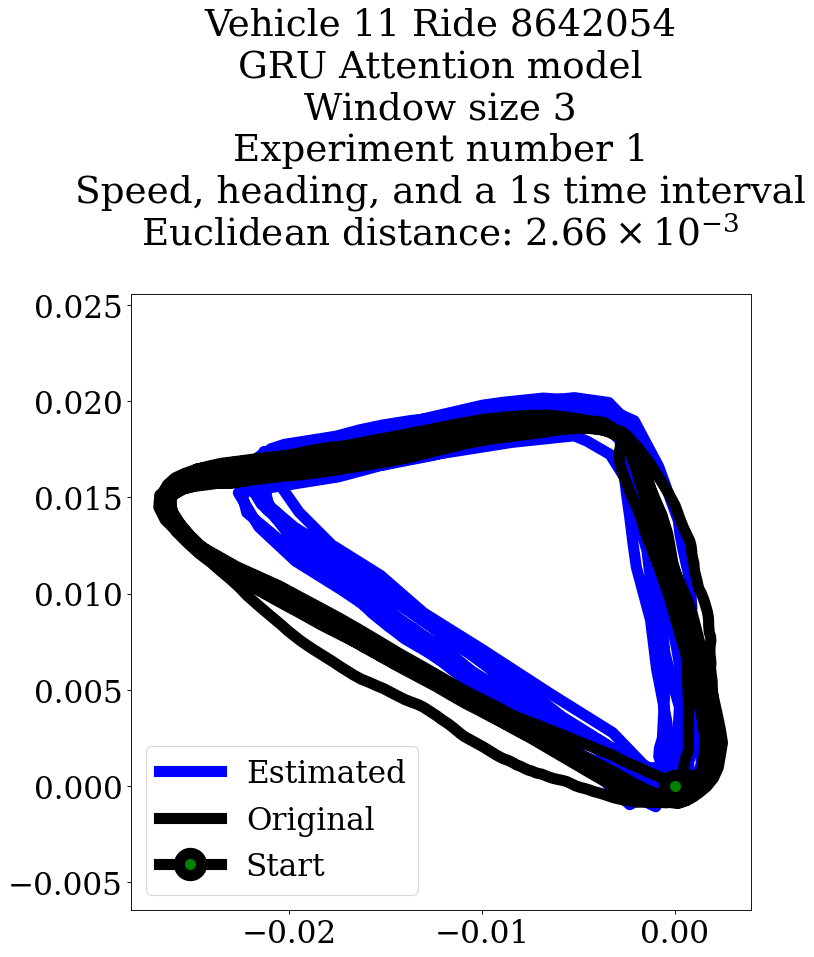 Vehicle 11 Ride 8642054
GRU Attention model
Window size 3
Experiment number 1
Speed, heading, and a 1s time interval
Euclidean distance: 2.66 × 10⁻³
0.025
0.020
0.015
0.010
0.005
0.000
−0.005
Estimated
Original
Start
−0.02 −0.01 0.00